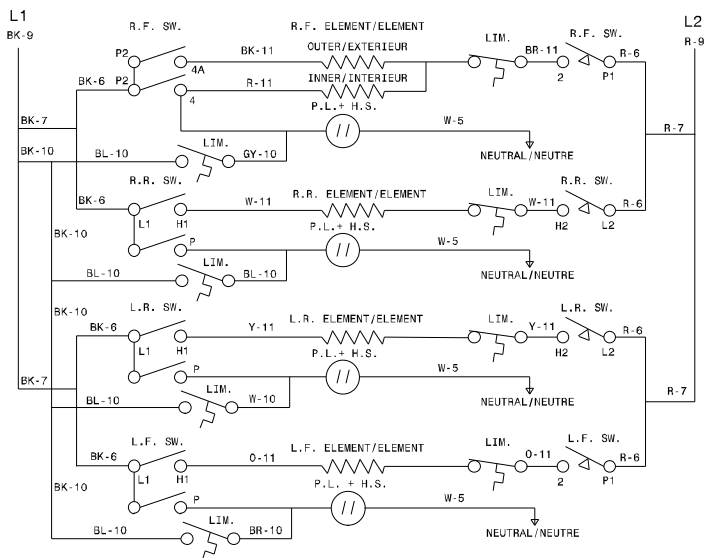 L1
R.F. SW.
R.F. ELEMENT/ELEMENT
R.F. SW.
L2
BK-9
R-9
P2
BK-11
OUTER/EXTERIEUR
LIM.
BR-11
R-6
4A
2
P1
BK-6
P2
R-11
INNER/INTERIEUR
4
P.L.+ H.S.
BK-7
W-5
R-7
BK-10
BL-10
LIM.
GY-10
NEUTRAL/NEUTRE
R.R. SW.
R.R. ELEMENT/ELEMENT
LIM.
R.R. SW.
BK-6
W-11
W-11
R-6
L1
H1
P.L.+ H.S.
H2
L2
BK-10
P
W-5
LIM.
BL-10
BL-10
NEUTRAL/NEUTRE
BK-10
L.R. SW.
L.R. ELEMENT/ELEMENT
LIM.
L.R. SW.
BK-6
Y-11
Y-11
R-6
L1
H1
P.L.+ H.S.
H2
L2
P
W-5
BK-7
R-7
LIM.
BL-10
W-10
NEUTRAL/NEUTRE
L.F. SW.
L.F. ELEMENT/ELEMENT
LIM.
L.F. SW.
BK-6
O-11
O-11
R-6
L1
H1
P.L.+ H.S.
2
P1
BK-10
P
W-5
LIM.
BL-10
BR-10
NEUTRAL/NEUTRE